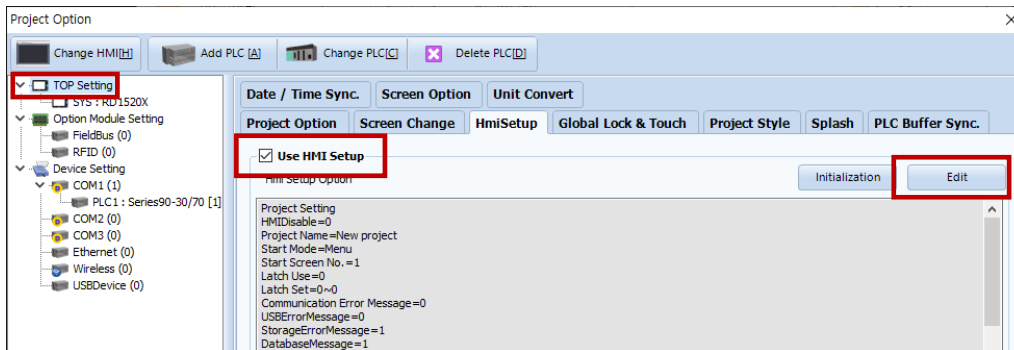 Project Option
Change HMI[H] Add PLC [A] Change PLC[C] Delete PLC[D]
TOP Setting
SYS : RD1520X
Option Module Setting
FieldBus (0)
RFID (0)
Device Setting
COM1 (1)
PLC1 : Series90-30/70 [1]
COM2 (0)
COM3 (0)
Ethernet (0)
Wireless (0)
USBDevice (0)
Date / Time Sync. Screen Option Unit Convert
Project Option Screen Change HmiSetup Global Lock & Touch Project Style Splash PLC Buffer Sync.
Use HMI Setup
Hmi Setup Option
Initialization Edit
Project Setting
HMIDisable=0
Project Name=New project
Start Mode=Menu
Start Screen No.=1
Latch Use=0
Latch Set=0~0
Communication Error Message=0
USBErrorMessage=0
StorageErrorMessage=1
DatabaseMessage=1